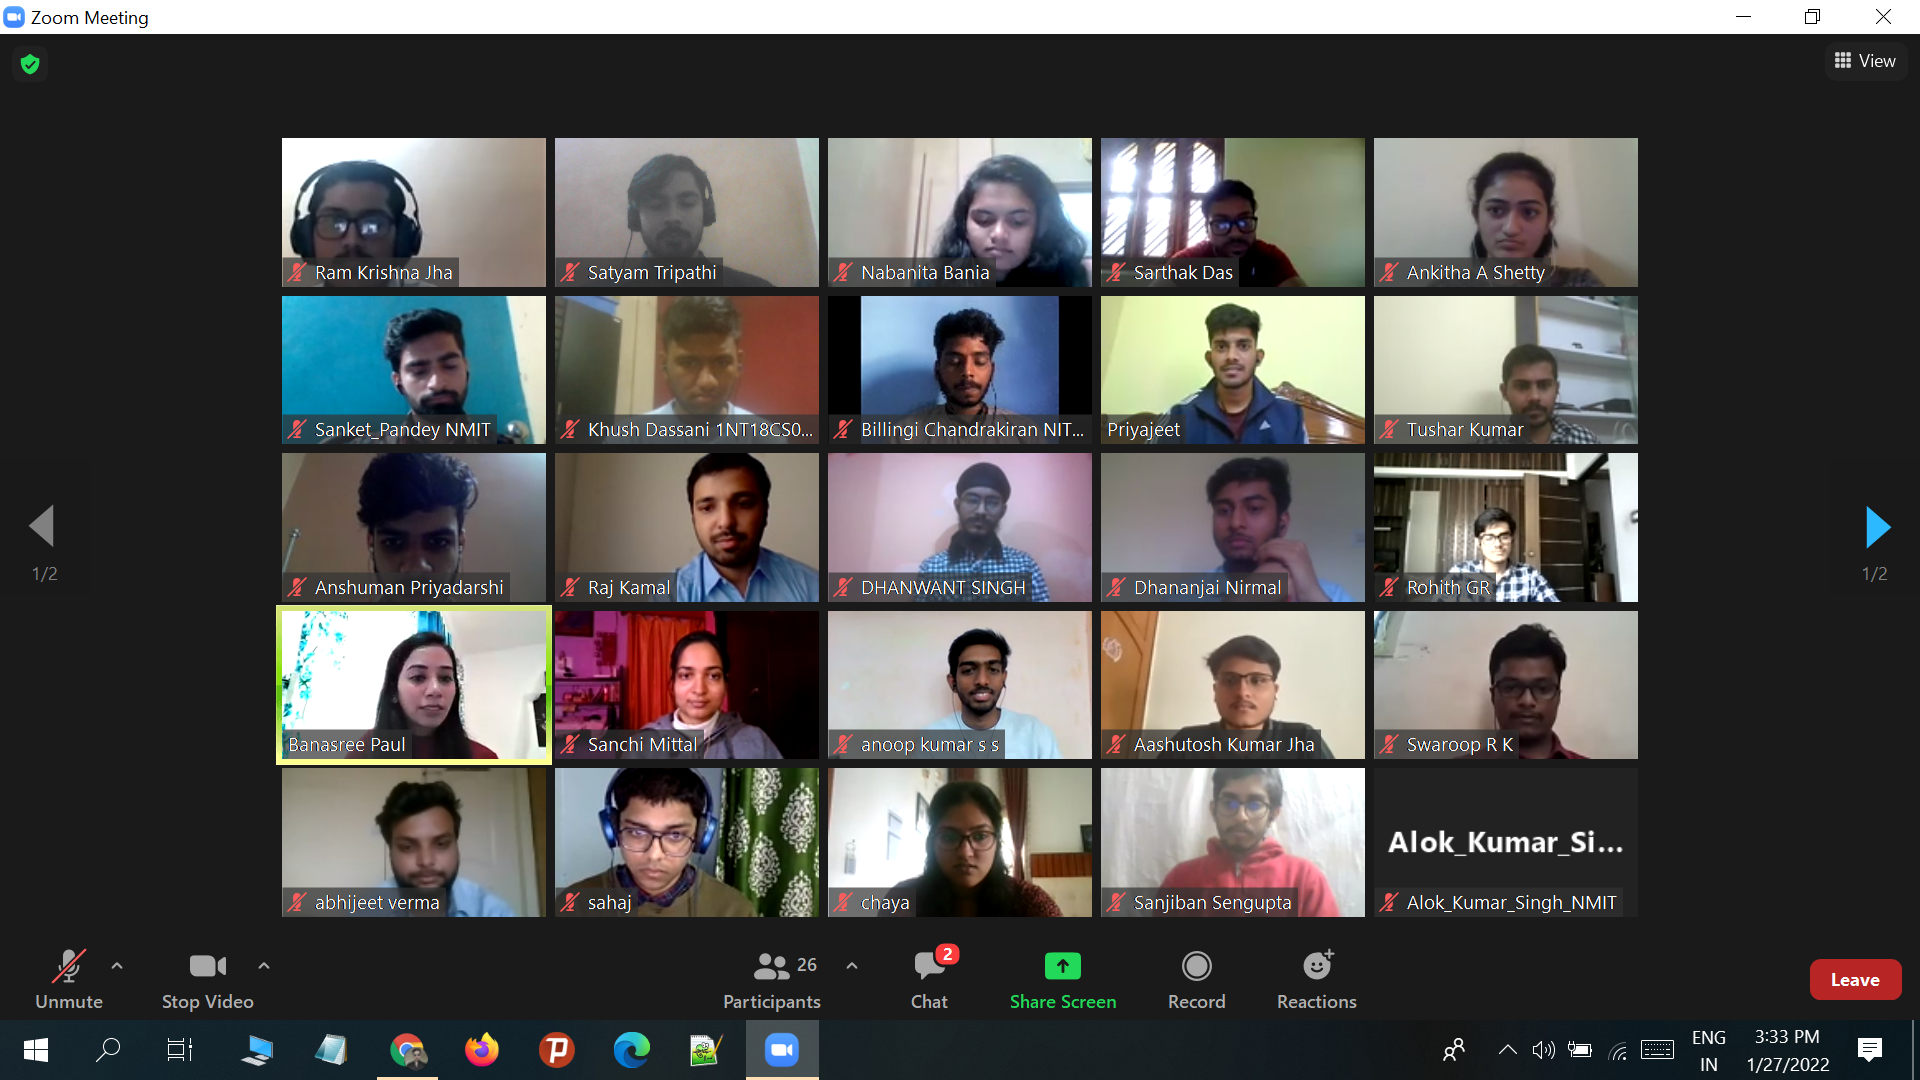 Zoom Meeting
View
Ram Krishna Jha
Satyam Tripathi
Nabanita Bania
Sarthak Das
Ankitha A Shetty
Sanket_Pandey NMIT
Khush Dassani 1NT18CS0...
Billingi Chandrakiran NIT...
Priyajeet
Tushar Kumar
1/2
1/2
Anshuman Priyadarshi
Raj Kamal
DHANWANT SINGH
Dhananjai Nirmal
Rohith GR
Banasree Paul
Sanchi Mittal
anoop kumar s s
Aashutosh Kumar Jha
Swaroop R K
Alok_Kumar_Si...
abhijeet verma
sahaj
chaya
Sanjiban Sengupta
Alok_Kumar_Singh_NMIT
26
2
Unmute
Stop Video
Participants
Chat
Share Screen
Record
Reactions
Leave
ENG
IN
3:33 PM
1/27/2022